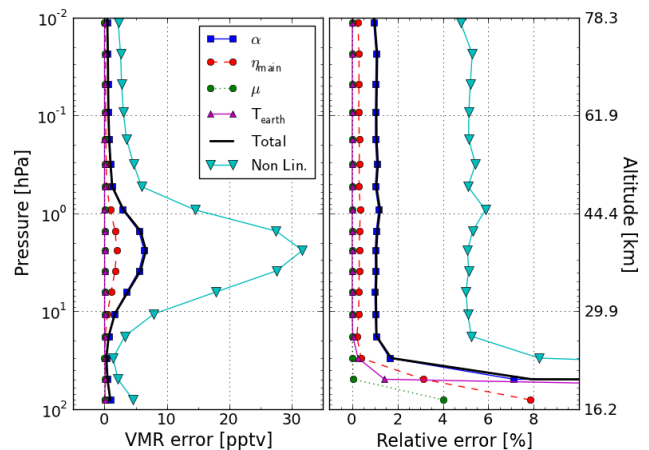 10⁻²
10⁻¹
10⁰
10¹
10²
Pressure [hPa]
α
η_main
μ
T_earth
Total
Non Lin.
0
10
20
30
VMR error [pptv]
0
2
4
6
8
Relative error [%]
78.3
61.9
44.4
29.9
16.2
Altitude [km]